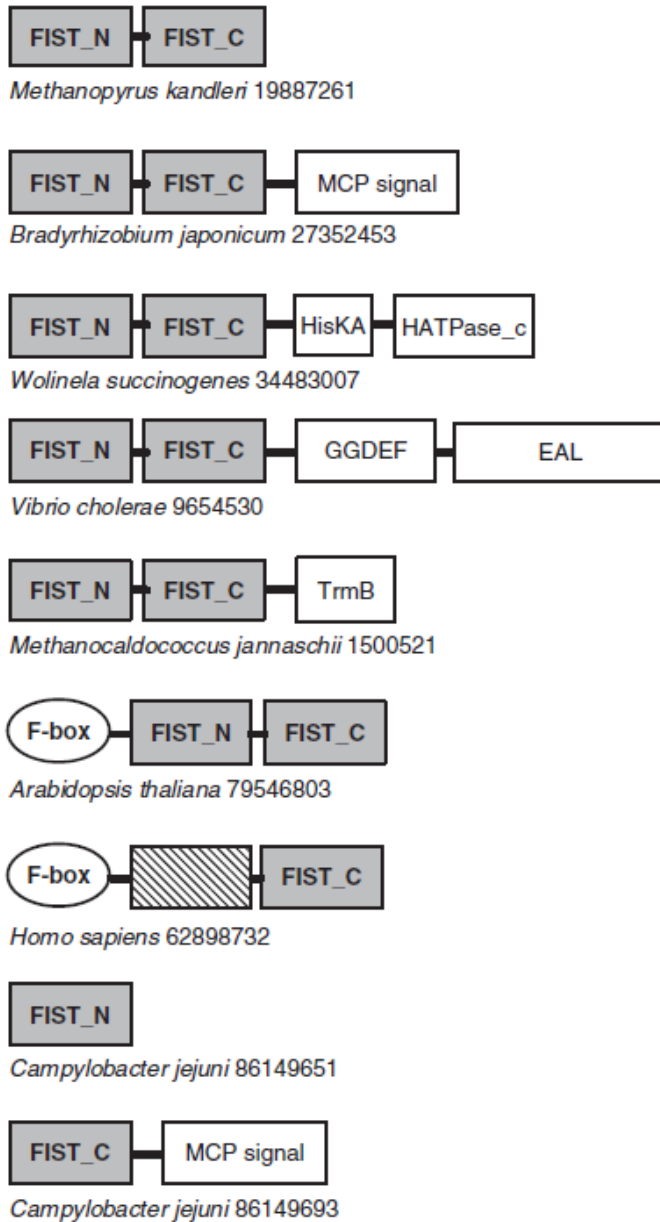 FIST_N FIST_C
Methanopyrus kandleri 19887261
FIST_N FIST_C MCP signal
Bradyrhizobium japonicum 27352453
FIST_N FIST_C HisKA HATPase_c
Wolinela succinogenes 34483007
FIST_N FIST_C GGDEF EAL
Vibrio cholerae 9654530
FIST_N FIST_C TrmB
Methanocaldococcus jannaschii 1500521
F-box FIST_N FIST_C
Arabidopsis thaliana 79546803
F-box FIST_C
Homo sapiens 62898732
FIST_N
Campylobacter jejuni 86149651
FIST_C MCP signal
Campylobacter jejuni 86149693